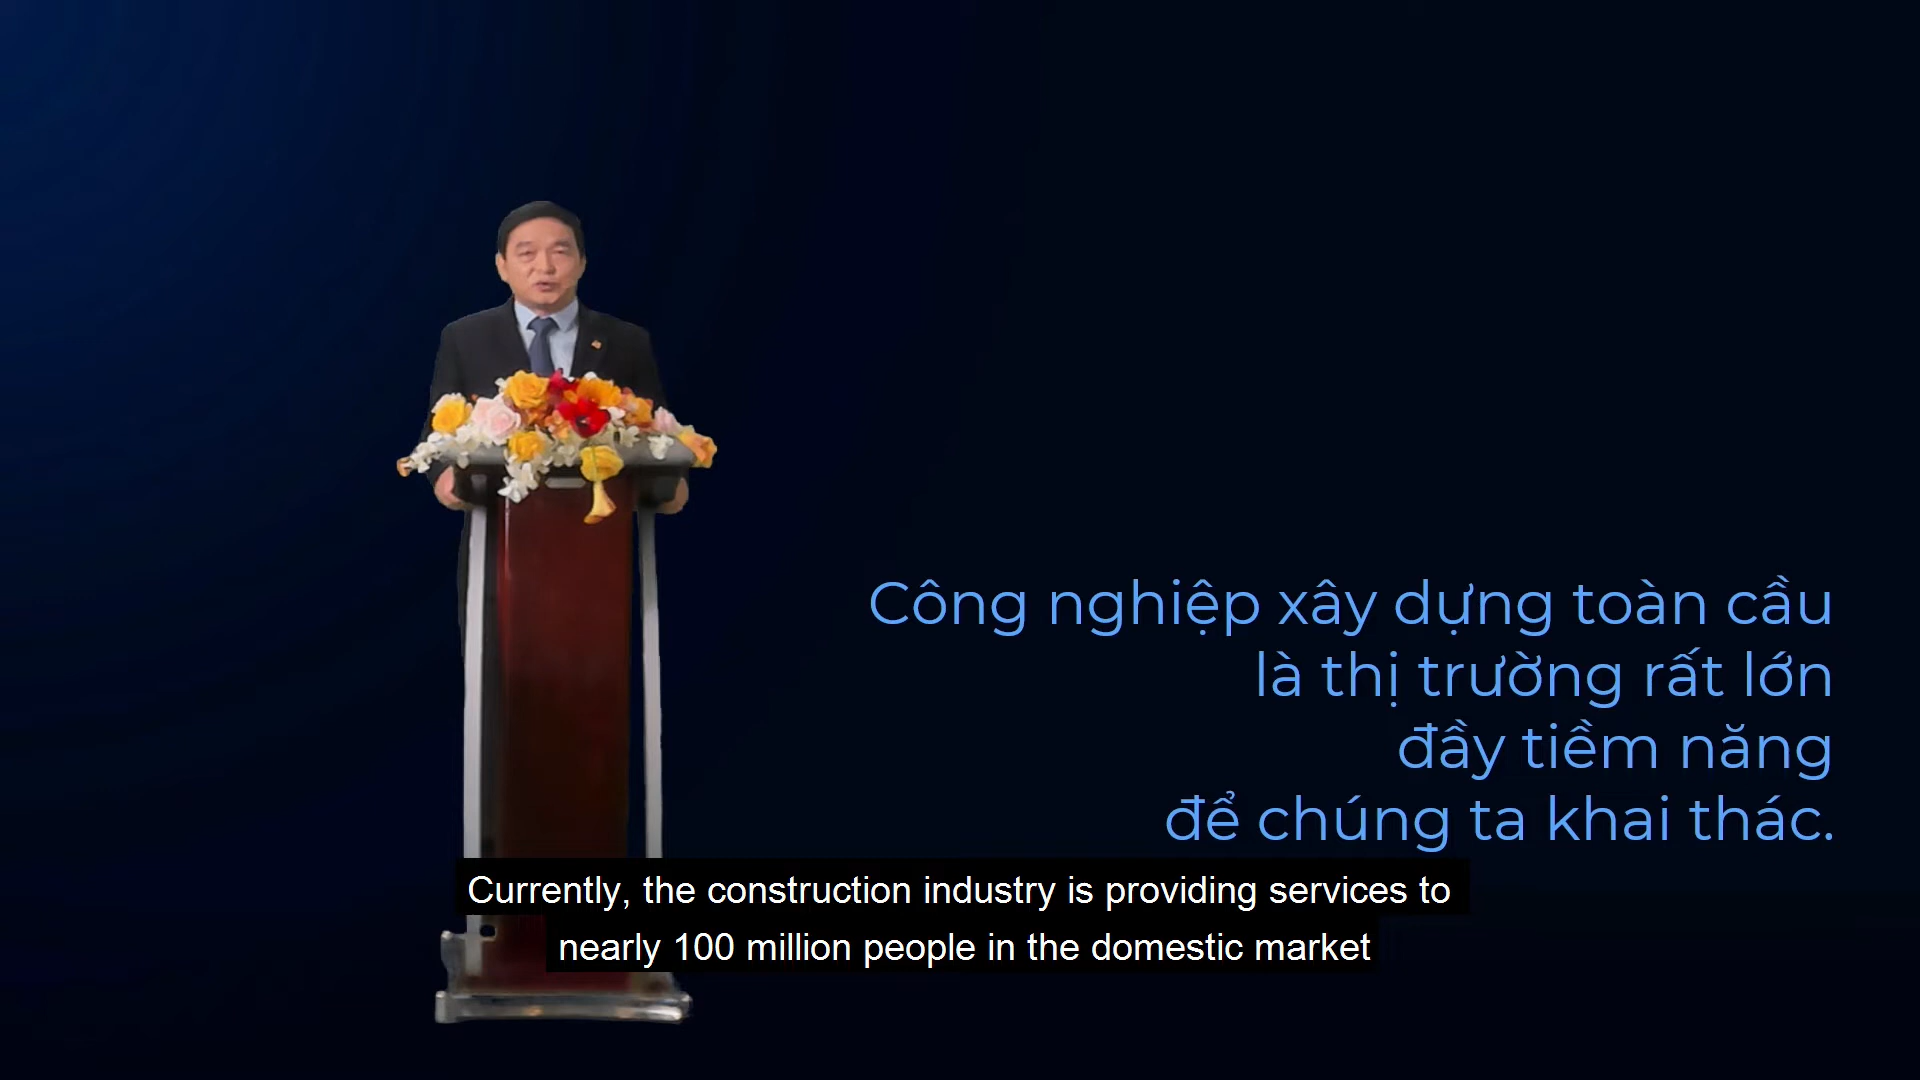 Công nghiệp xây dựng toàn cầu
là thị trường rất lớn
đầy tiềm năng
để chúng ta khai thác.
Currently, the construction industry is providing services to
nearly 100 million people in the domestic market